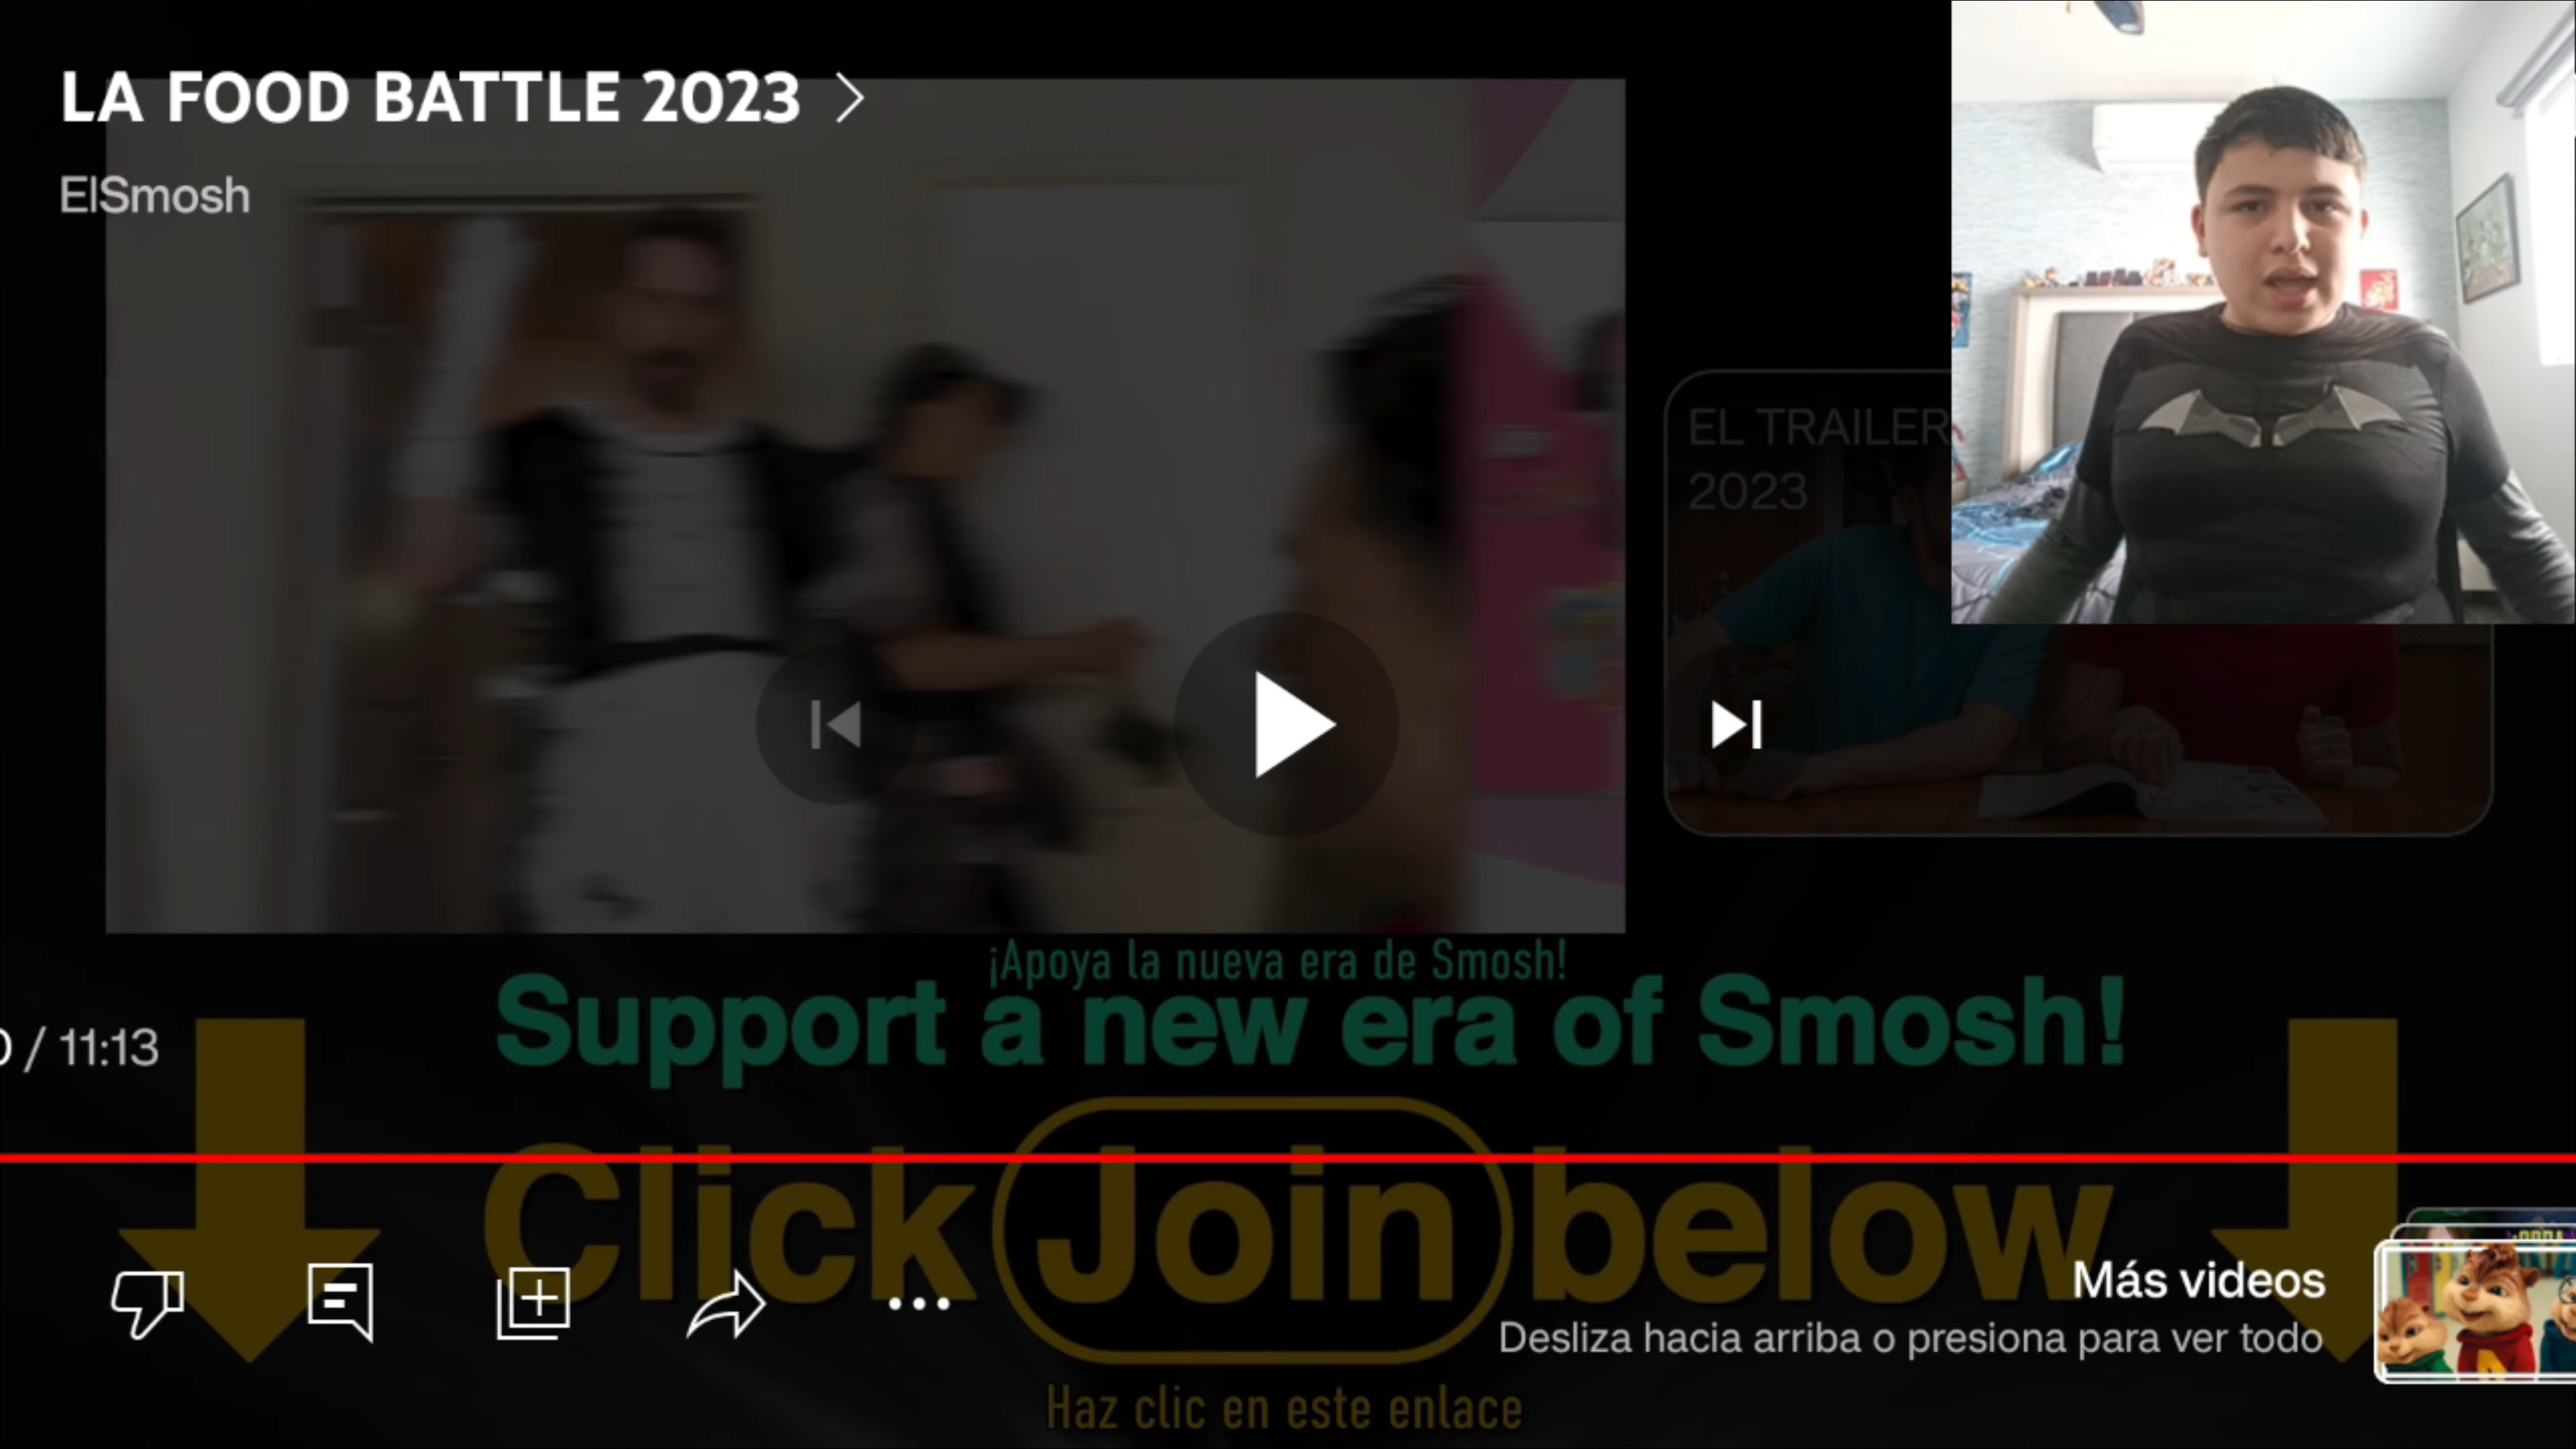 LA FOOD BATTLE 2023
ElSmosh
EL TRAILER
2023
¡Apoya la nueva era de Smosh!
Support a new era of Smosh!
/ 11:13
Click Join below
Más videos
Desliza hacia arriba o presiona para ver todo
Haz clic en este enlace